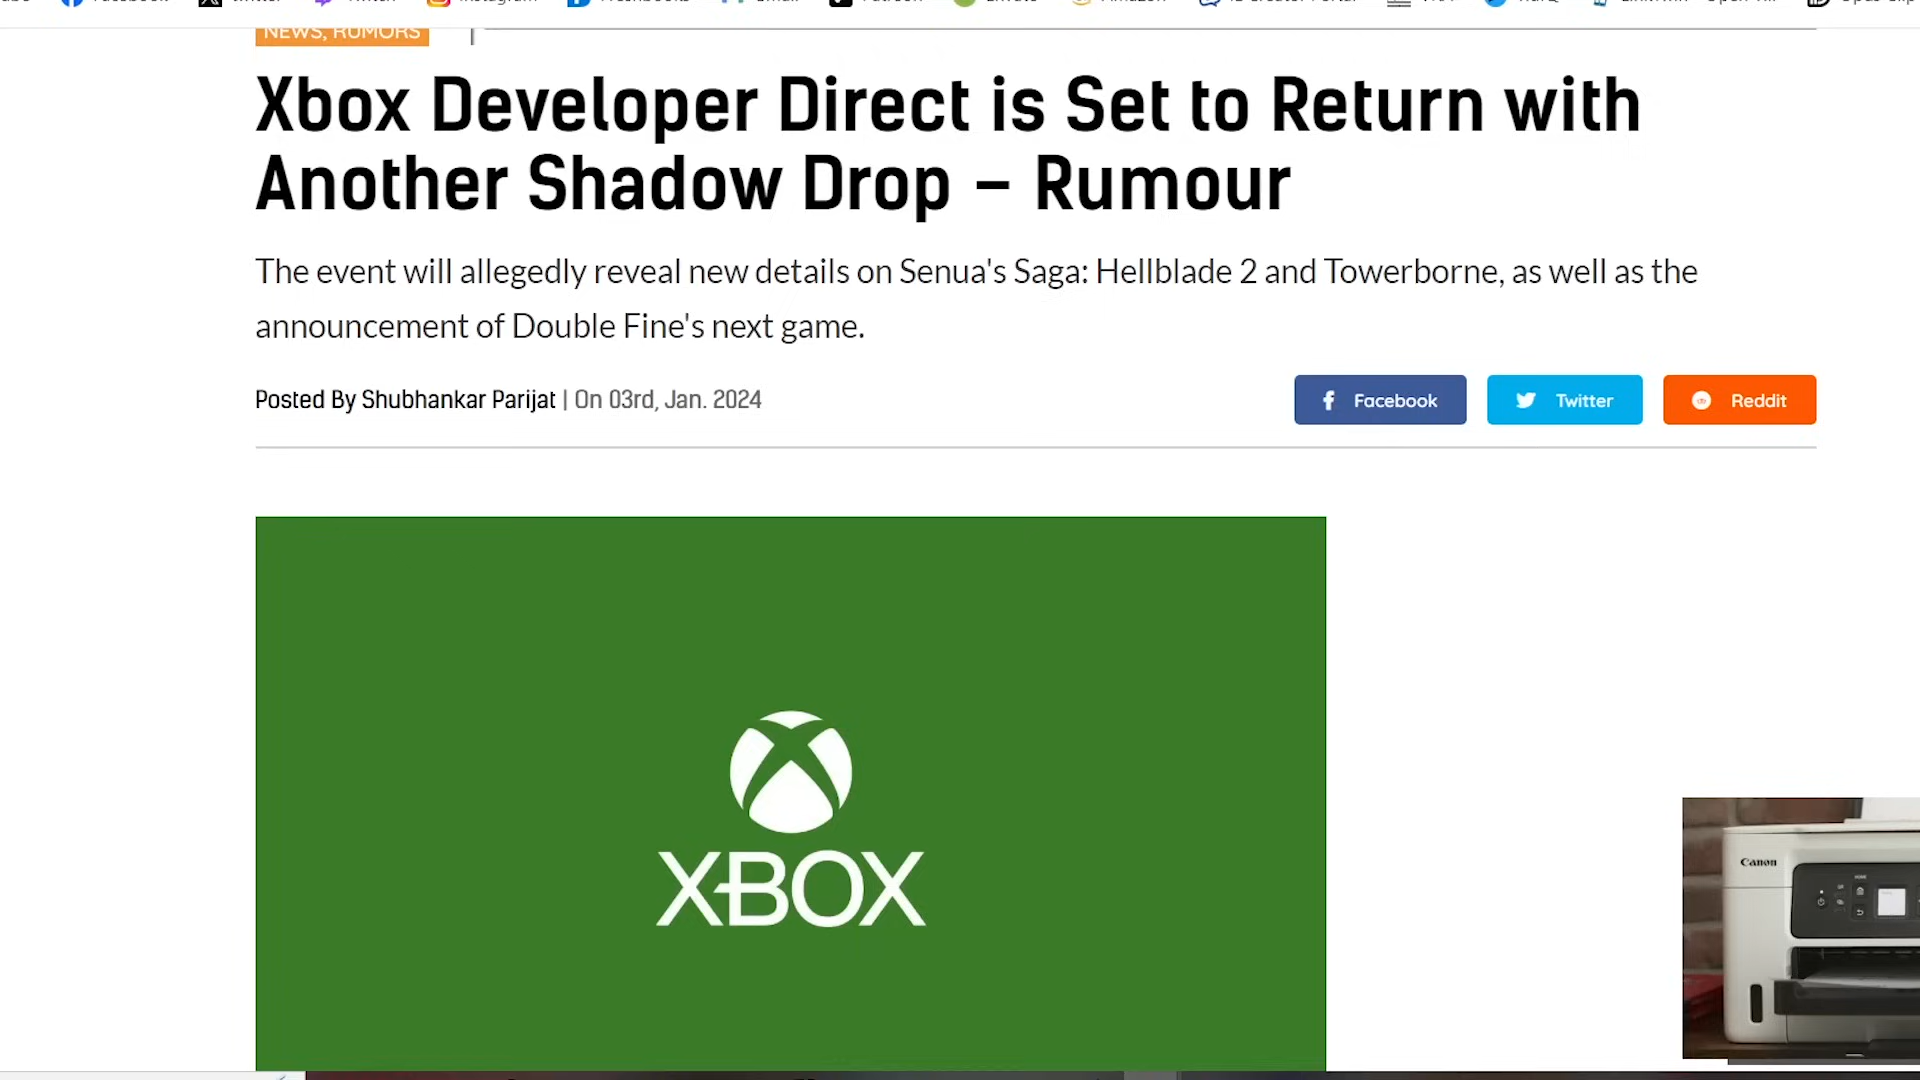 NEWS, RUMORS
Xbox Developer Direct is Set to Return with
Another Shadow Drop – Rumour
The event will allegedly reveal new details on Senua's Saga: Hellblade 2 and Towerborne, as well as the
announcement of Double Fine's next game.
Posted By Shubhankar Parijat | On 03rd, Jan. 2024
Facebook
Twitter
Reddit
XBOX
Canon